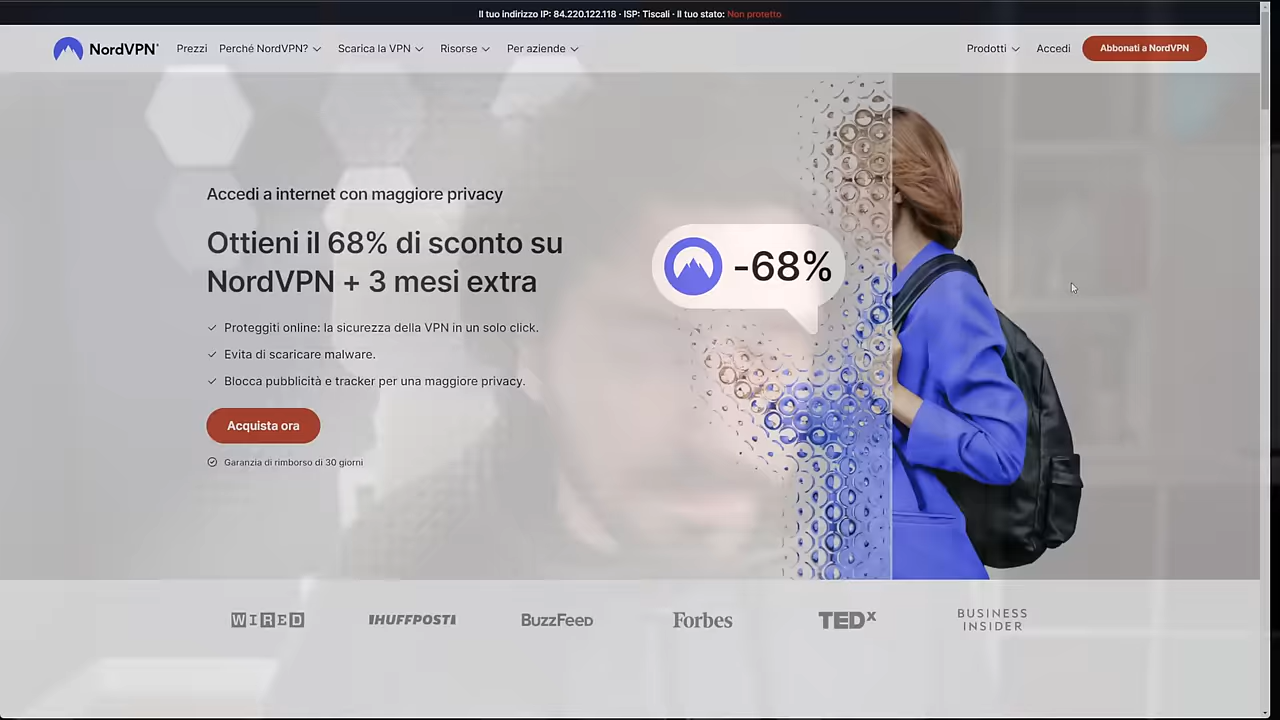 Il tuo indirizzo IP: 84.220.122.118 · ISP: Tiscali · Il tuo stato: Non protetto
NordVPN® Prezzi Perché NordVPN? Scarica la VPN Risorse Per aziende Prodotti Accedi Abbonati a NordVPN
Accedi a internet con maggiore privacy
Ottieni il 68% di sconto su
NordVPN + 3 mesi extra
-68%
Proteggiti online: la sicurezza della VPN in un solo click.
Evita di scaricare malware.
Blocca pubblicità e tracker per una maggiore privacy.
Acquista ora
Garanzia di rimborso di 30 giorni
WIRED IHUFFPOSTI BuzzFeed Forbes TEDx BUSINESS
INSIDER